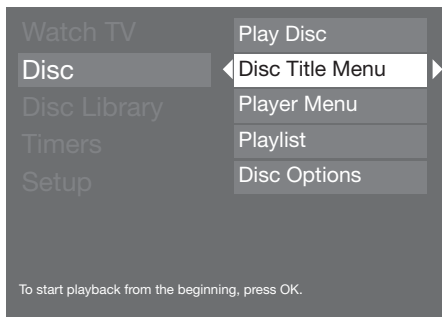 Watch TV
Disc
Disc Library
Timers
Setup
Play Disc
Disc Title Menu
Player Menu
Playlist
Disc Options
To start playback from the beginning, press OK.